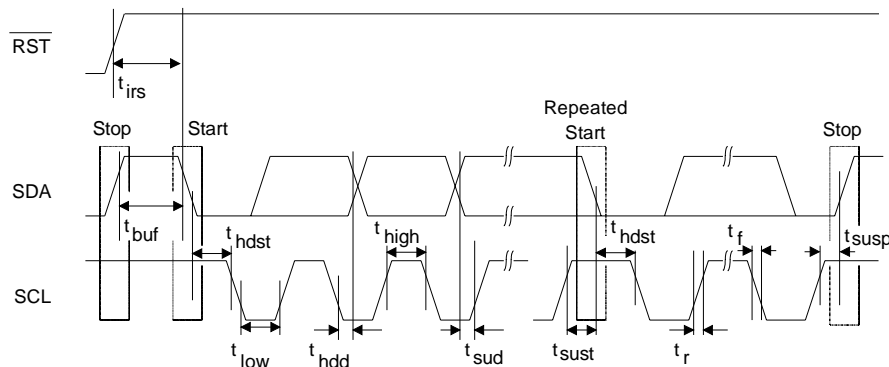 RST
t irs
Repeated
Stop Start Start Stop
SDA
t buf t hdst t high t hdst t f t susp
SCL
t low t hdd t sud t sust t r